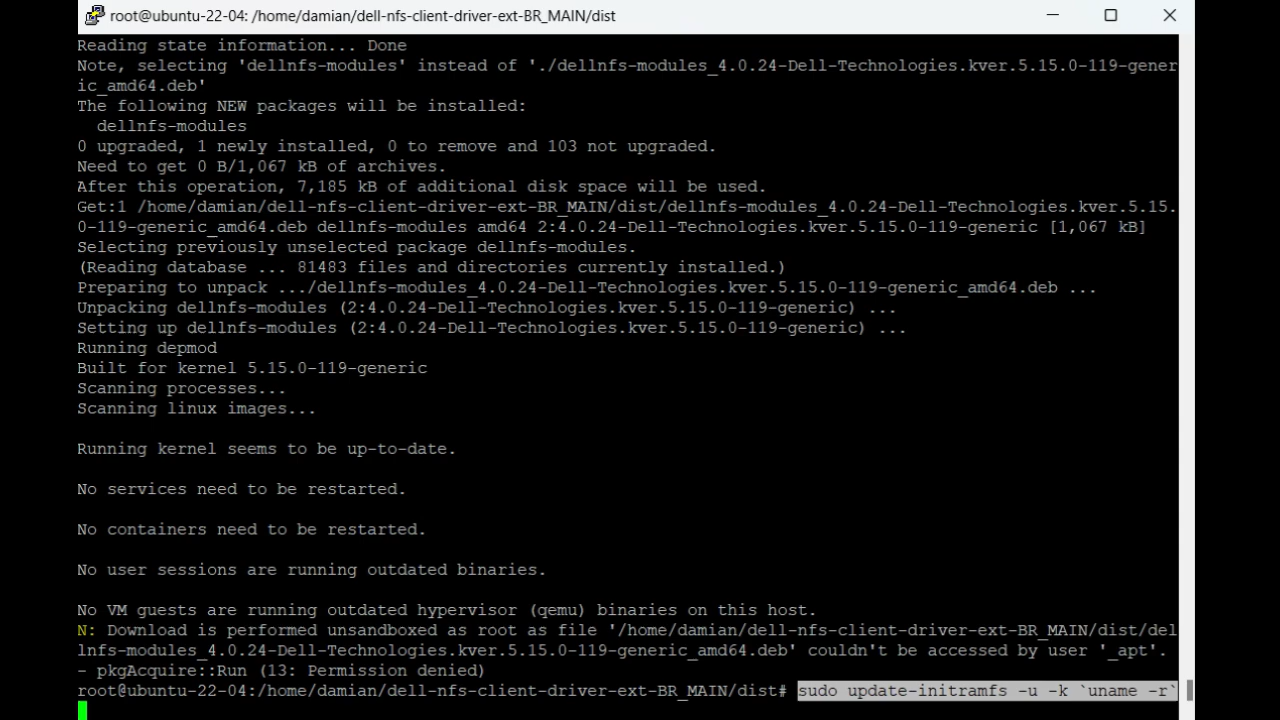 root@ubuntu-22-04: /home/damian/dell-nfs-client-driver-ext-BR_MAIN/dist
Reading state information... Done
Note, selecting 'dellnfs-modules' instead of './dellnfs-modules_4.0.24-Dell-Technologies.kver.5.15.0-119-gener
ic_amd64.deb'
The following NEW packages will be installed:
  dellnfs-modules
0 upgraded, 1 newly installed, 0 to remove and 103 not upgraded.
Need to get 0 B/1,067 kB of archives.
After this operation, 7,185 kB of additional disk space will be used.
Get:1 /home/damian/dell-nfs-client-driver-ext-BR_MAIN/dist/dellnfs-modules_4.0.24-Dell-Technologies.kver.5.15.
0-119-generic_amd64.deb dellnfs-modules amd64 2:4.0.24-Dell-Technologies.kver.5.15.0-119-generic [1,067 kB]
Selecting previously unselected package dellnfs-modules.
(Reading database ... 81483 files and directories currently installed.)
Preparing to unpack .../dellnfs-modules_4.0.24-Dell-Technologies.kver.5.15.0-119-generic_amd64.deb ...
Unpacking dellnfs-modules (2:4.0.24-Dell-Technologies.kver.5.15.0-119-generic) ...
Setting up dellnfs-modules (2:4.0.24-Dell-Technologies.kver.5.15.0-119-generic) ...
Running depmod
Built for kernel 5.15.0-119-generic
Scanning processes...
Scanning linux images...
Running kernel seems to be up-to-date.
No services need to be restarted.
No containers need to be restarted.
No user sessions are running outdated binaries.
No VM guests are running outdated hypervisor (qemu) binaries on this host.
N: Download is performed unsandboxed as root as file '/home/damian/dell-nfs-client-driver-ext-BR_MAIN/dist/del
lnfs-modules_4.0.24-Dell-Technologies.kver.5.15.0-119-generic_amd64.deb' couldn't be accessed by user '_apt'.
- pkgAcquire::Run (13: Permission denied)
root@ubuntu-22-04:/home/damian/dell-nfs-client-driver-ext-BR_MAIN/dist# sudo update-initramfs -u -k `uname -r`